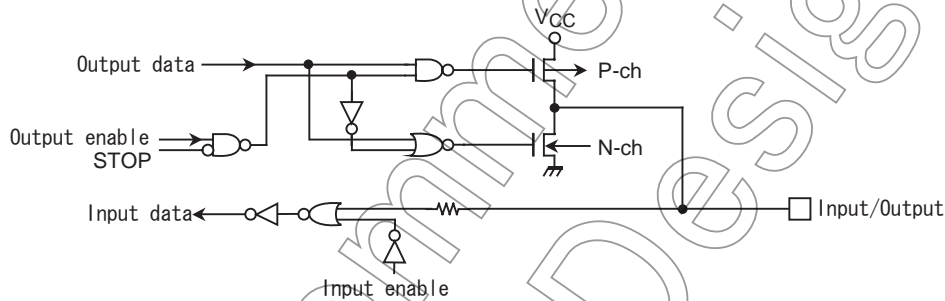 VCC
Output data
P-ch
Output enable
STOP
N-ch
Input data
Input/Output
Input enable